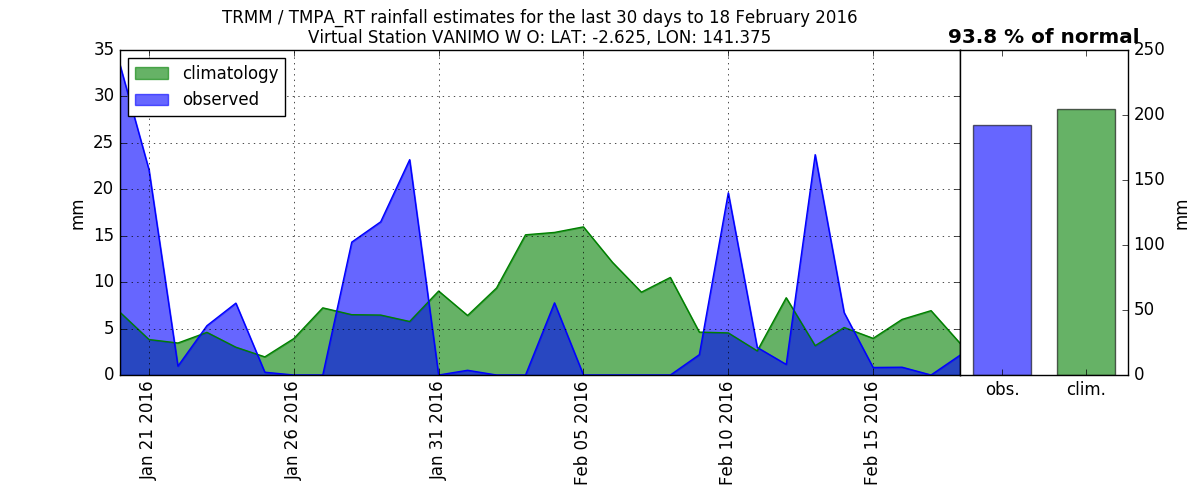 TRMM / TMPA_RT rainfall estimates for the last 30 days to 18 February 2016
Virtual Station VANIMO W O: LAT: -2.625, LON: 141.375
93.8 % of normal
climatology
observed
35
30
25
20
15
10
5
0
mm
Jan 21 2016
Jan 26 2016
Jan 31 2016
Feb 05 2016
Feb 10 2016
Feb 15 2016
250
200
150
100
50
0
mm
obs.
clim.